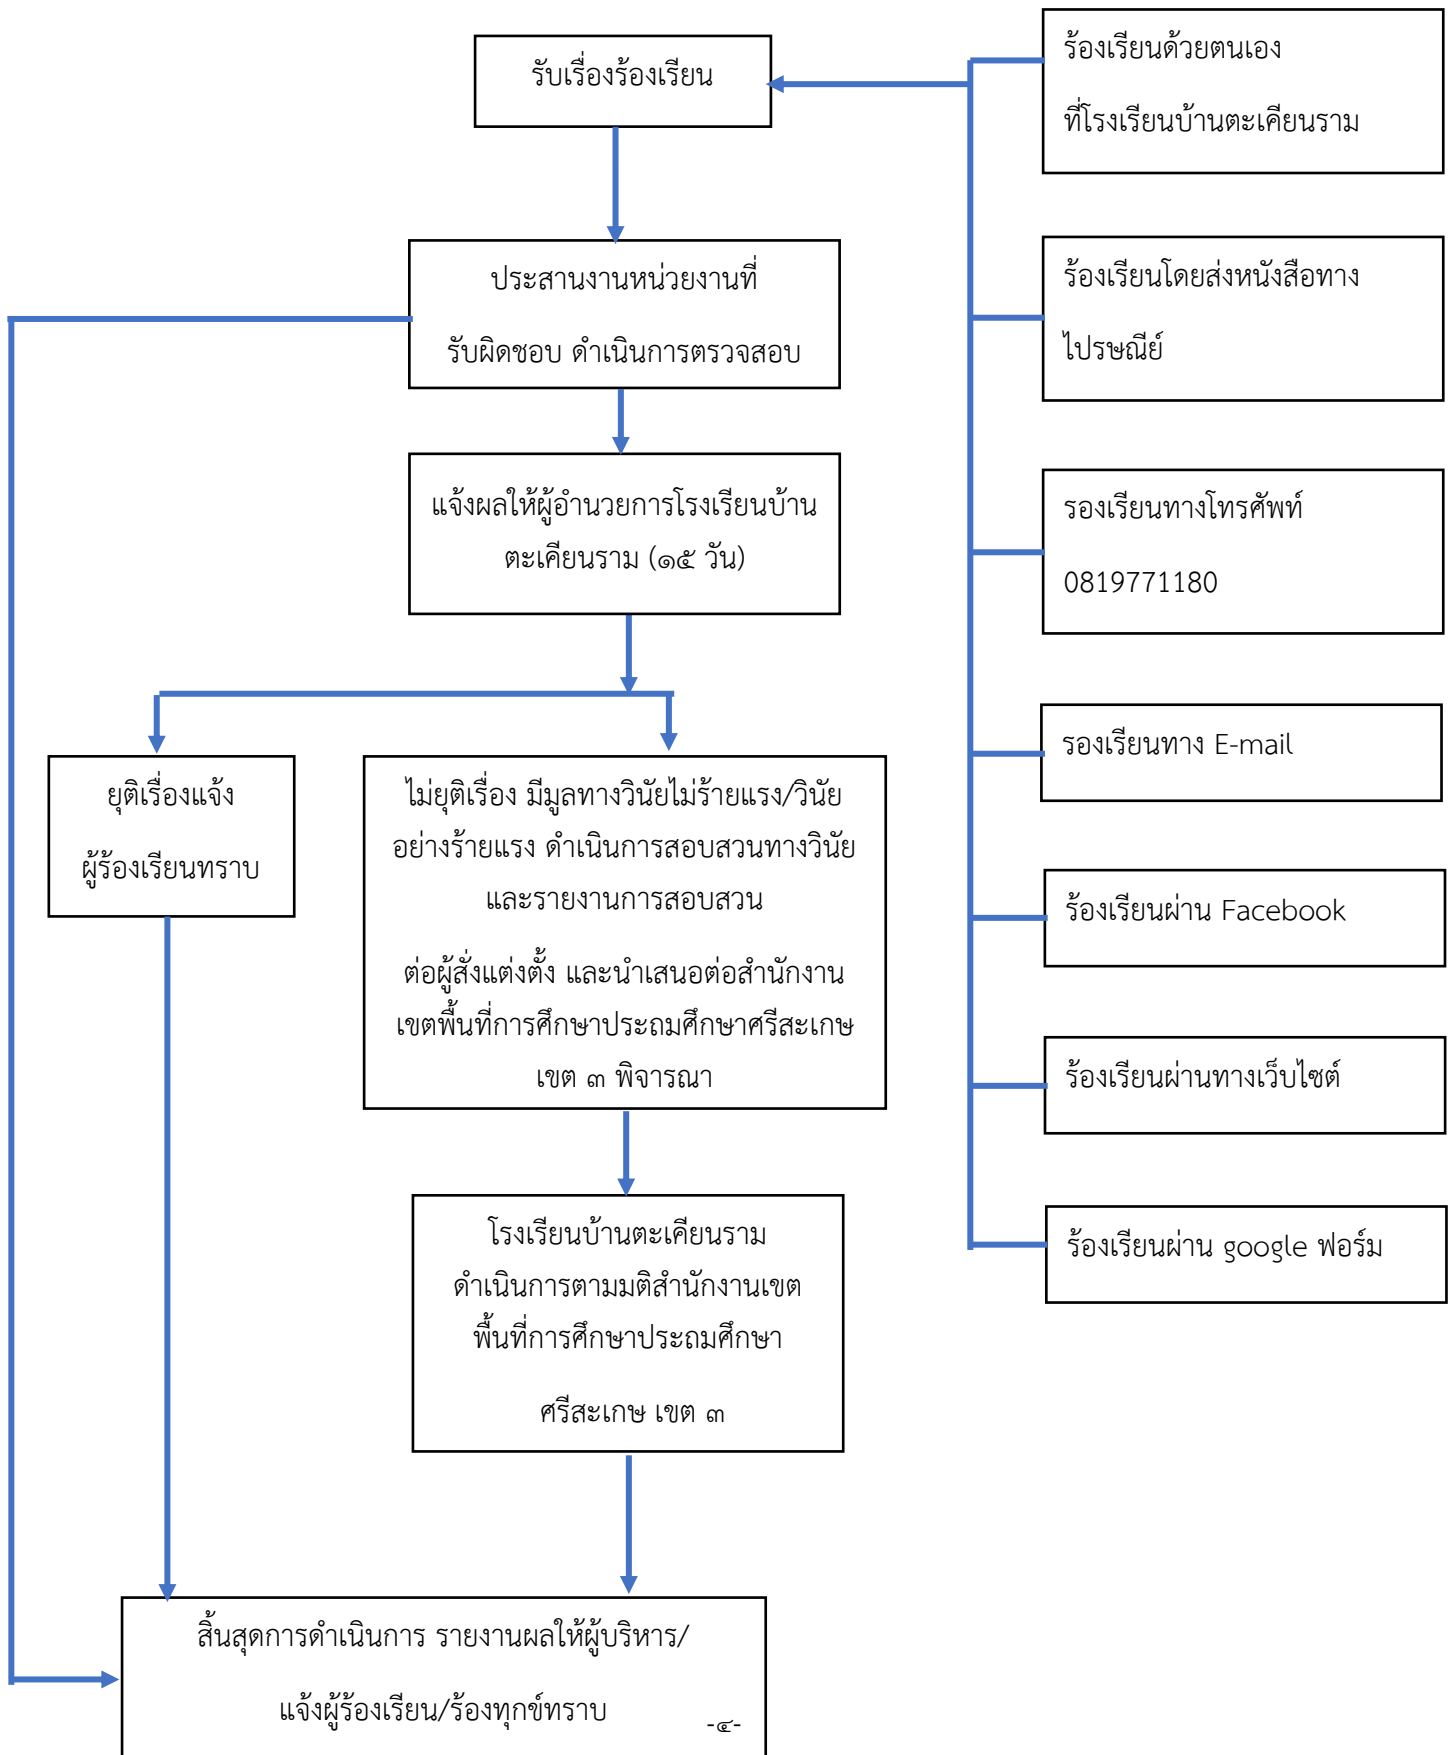 รับเรื่องร้องเรียน
ประสานงานหน่วยงานที่
รับผิดชอบ ดำเนินการตรวจสอบ
แจ้งผลให้ผู้อำนวยการโรงเรียนบ้าน
ตะเคียนราม (๑๕ วัน)
ยุติเรื่องแจ้ง
ผู้ร้องเรียนทราบ
ไม่ยุติเรื่อง มีมูลทางวินัยไม่ร้ายแรง/วินัย
อย่างร้ายแรง ดำเนินการสอบสวนทางวินัย
และรายงานการสอบสวน
ต่อผู้สั่งแต่งตั้ง และนำเสนอต่อสำนักงาน
เขตพื้นที่การศึกษาประถมศึกษาศรีสะเกษ
เขต ๓ พิจารณา
โรงเรียนบ้านตะเคียนราม
ดำเนินการตามมติสำนักงานเขต
พื้นที่การศึกษาประถมศึกษา
ศรีสะเกษ เขต ๓
สิ้นสุดการดำเนินการ รายงานผลให้ผู้บริหาร/
แจ้งผู้ร้องเรียน/ร้องทุกข์ทราบ
-๔-
ร้องเรียนด้วยตนเอง
ที่โรงเรียนบ้านตะเคียนราม
ร้องเรียนโดยส่งหนังสือทาง
ไปรษณีย์
รองเรียนทางโทรศัพท์
0819771180
รองเรียนทาง E-mail
ร้องเรียนผ่าน Facebook
ร้องเรียนผ่านทางเว็บไซต์
ร้องเรียนผ่าน google ฟอร์ม